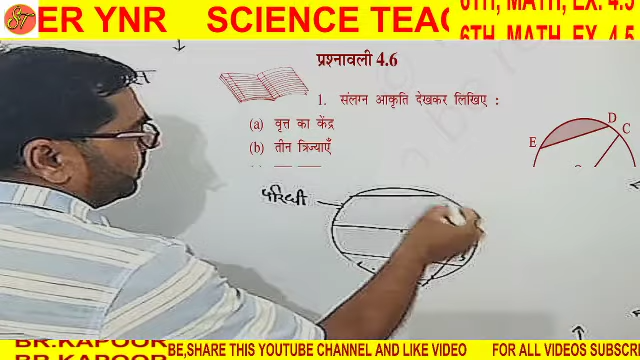 ER YNR SCIENCE TEAC
6TH, MATH, EX. 4.5
6TH, MATH, EX. 4.5
ST
प्रश्नावली 4.6
1. संलग्न आकृति देखकर लिखिए :
(a) वृत्त का केंद्र
(b) तीन त्रिज्याएँ
D
C
E
परिधी
BR.KAPOOR
BR.KAPOOR
BE,SHARE THIS YOUTUBE CHANNEL AND LIKE VIDEO FOR ALL VIDEOS SUBSCRI